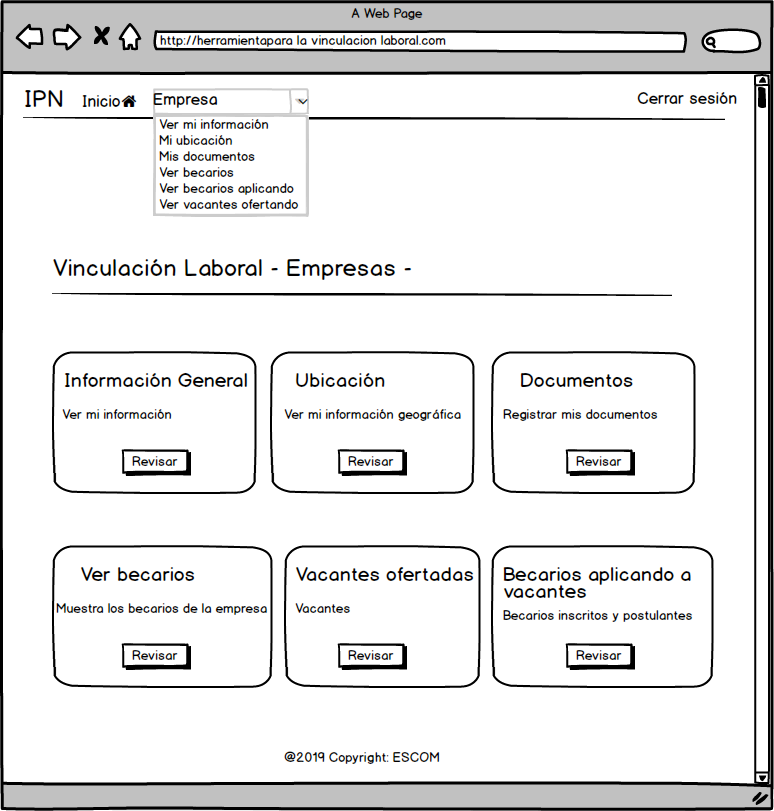 A Web Page
http://herramientapara la vinculacion laboral.com
IPN Inicio Empresa Cerrar sesión
Ver mi información
Mi ubicación
Mis documentos
Ver becarios
Ver becarios aplicando
Ver vacantes ofertando
Vinculación Laboral - Empresas -
Información General
Ver mi información
Revisar
Ubicación
Ver mi información geográfica
Revisar
Documentos
Registrar mis documentos
Revisar
Ver becarios
Muestra los becarios de la empresa
Revisar
Vacantes ofertadas
Vacantes
Revisar
Becarios aplicando a
vacantes
Becarios inscritos y postulantes
Revisar
@2019 Copyright: ESCOM